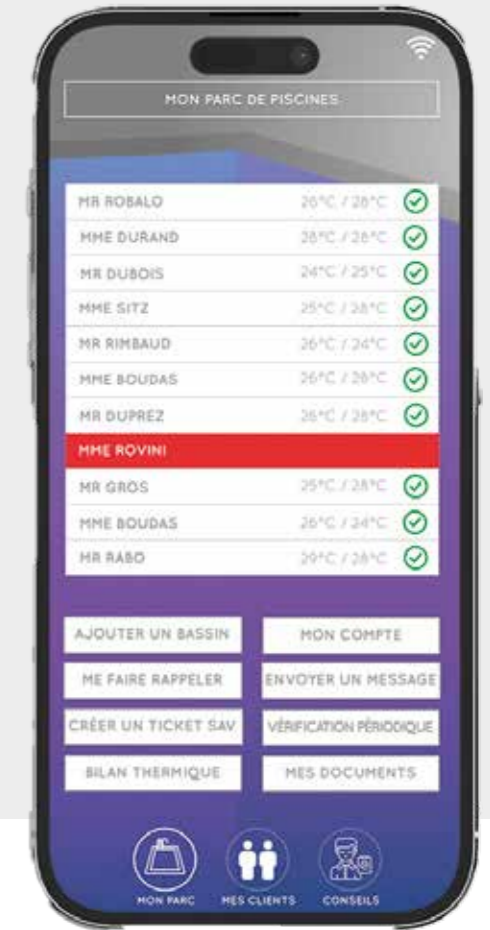 MON PARC DE PISCINES
MR ROBALO 26°C / 28°C
MME DURAND 28°C / 28°C
MR DUBOIS 24°C / 25°C
MME SITZ 25°C / 28°C
MR RIMBAUD 26°C / 24°C
MME BOUDAS 26°C / 28°C
MR DUPREZ 26°C / 28°C
MME ROVINI
MR GROS 25°C / 28°C
MME BOUDAS 26°C / 24°C
MR RABO 29°C / 28°C
AJOUTER UN BASSIN MON COMPTE
ME FAIRE RAPPELER ENVOYER UN MESSAGE
CRÉER UN TICKET SAV VÉRIFICATION PÉRIODIQUE
BILAN THERMIQUE MES DOCUMENTS
MON PARC MES CLIENTS CONSEILS